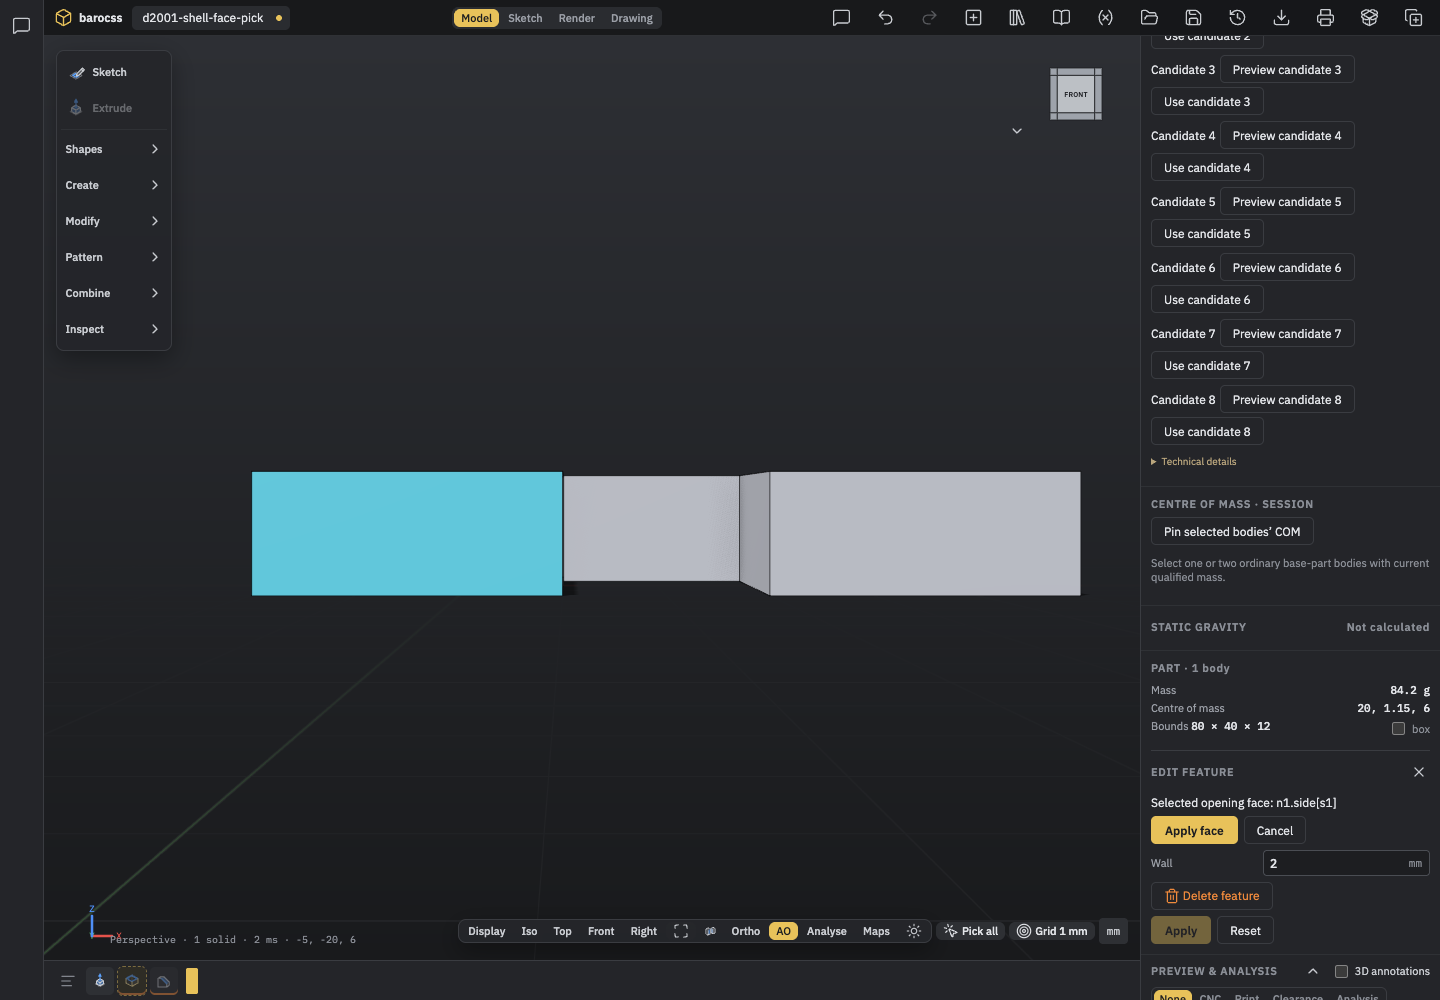 barocss
d2001-shell-face-pick
Model Sketch Render Drawing
Sketch
Extrude
Shapes
Create
Modify
Pattern
Combine
Inspect
FRONT
Use candidate 2
Candidate 3 Preview candidate 3
Use candidate 3
Candidate 4 Preview candidate 4
Use candidate 4
Candidate 5 Preview candidate 5
Use candidate 5
Candidate 6 Preview candidate 6
Use candidate 6
Candidate 7 Preview candidate 7
Use candidate 7
Candidate 8 Preview candidate 8
Use candidate 8
Technical details
CENTRE OF MASS · SESSION
Pin selected bodies’ COM
Select one or two ordinary base-part bodies with current
qualified mass.
STATIC GRAVITY Not calculated
PART · 1 body
Mass 84.2 g
Centre of mass 20, 1.15, 6
Bounds 80 × 40 × 12 box
EDIT FEATURE
Selected opening face: n1.side[s1]
Apply face Cancel
Wall 2 mm
Delete feature
Apply Reset
PREVIEW & ANALYSIS 3D annotations
None CNC Print Clearance Analysis
Z
X
Perspective · 1 solid · 2 ms · -5, -20, 6
Display Iso Top Front Right Ortho AO Analyse Maps Pick all Grid 1 mm mm